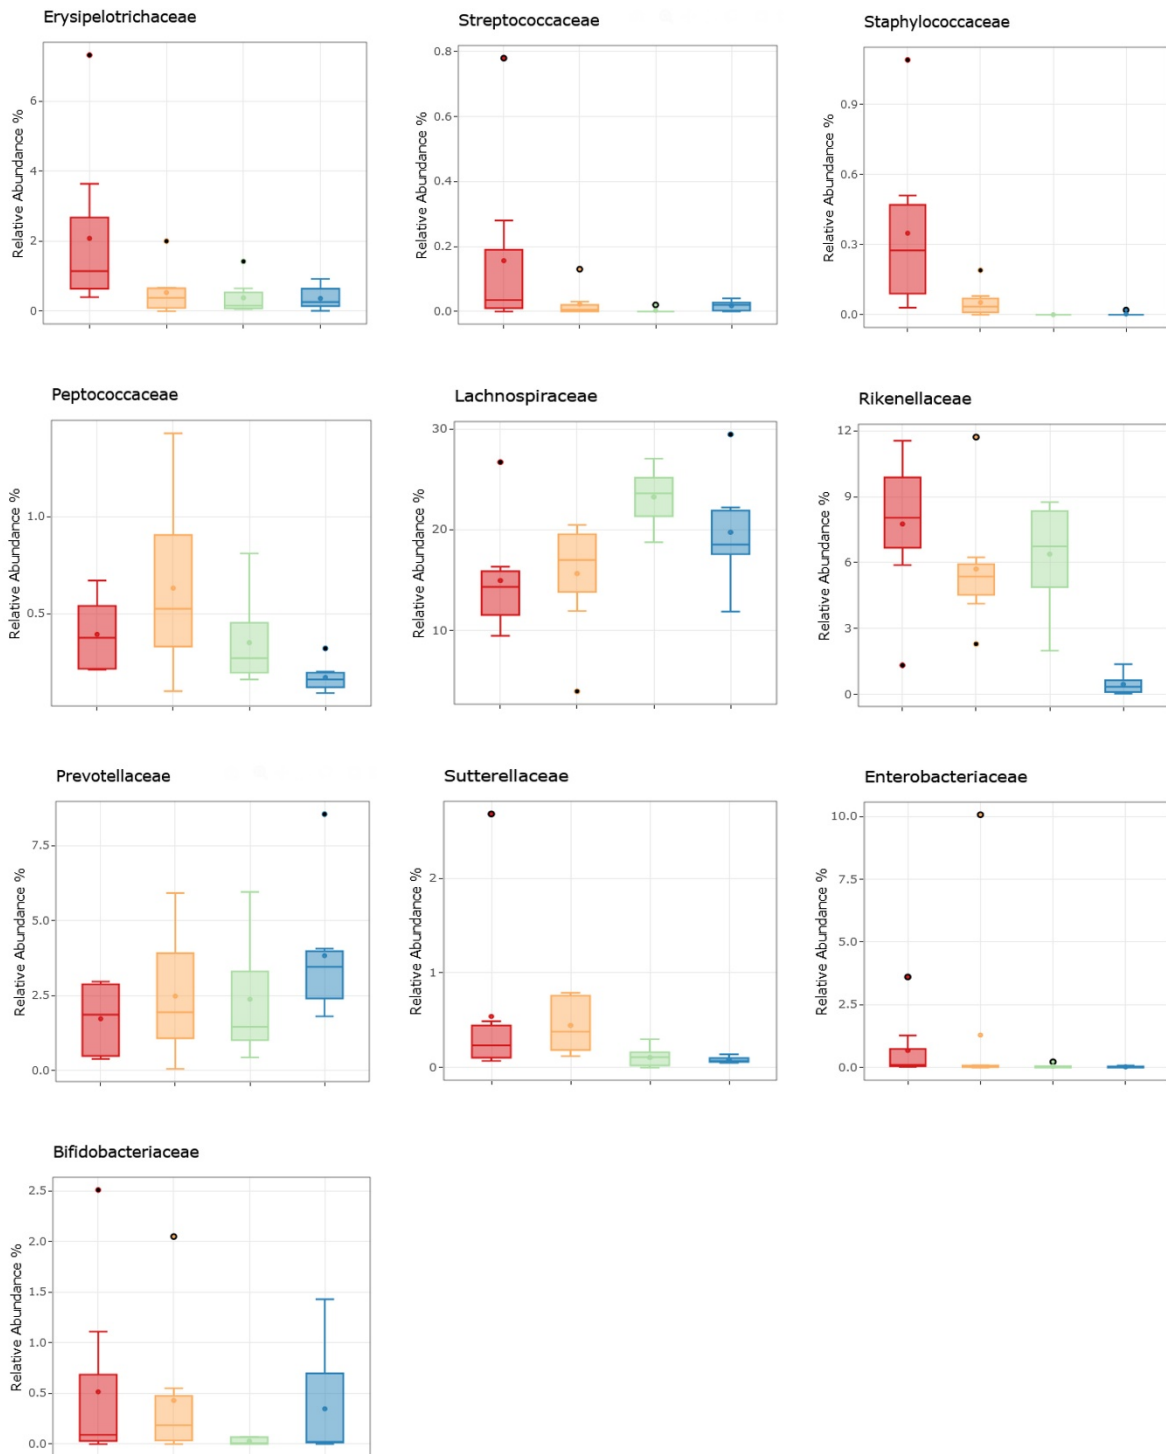 Erysipelotrichaceae
Relative Abundance %
6
4
2
0
Streptococcaceae
Relative Abundance %
0.8
0.6
0.4
0.2
0.0
Staphylococcaceae
Relative Abundance %
0.9
0.6
0.3
0.0
Peptococcaceae
Relative Abundance %
1.0
0.5
Lachnospiraceae
Relative Abundance %
30
20
10
Rikenellaceae
Relative Abundance %
12
9
6
3
0
Prevotellaceae
Relative Abundance %
7.5
5.0
2.5
0.0
Sutterellaceae
Relative Abundance %
2
1
0
Enterobacteriaceae
Relative Abundance %
10.0
7.5
5.0
2.5
0.0
Bifidobacteriaceae
Relative Abundance %
2.5
2.0
1.5
1.0
0.5
0.0